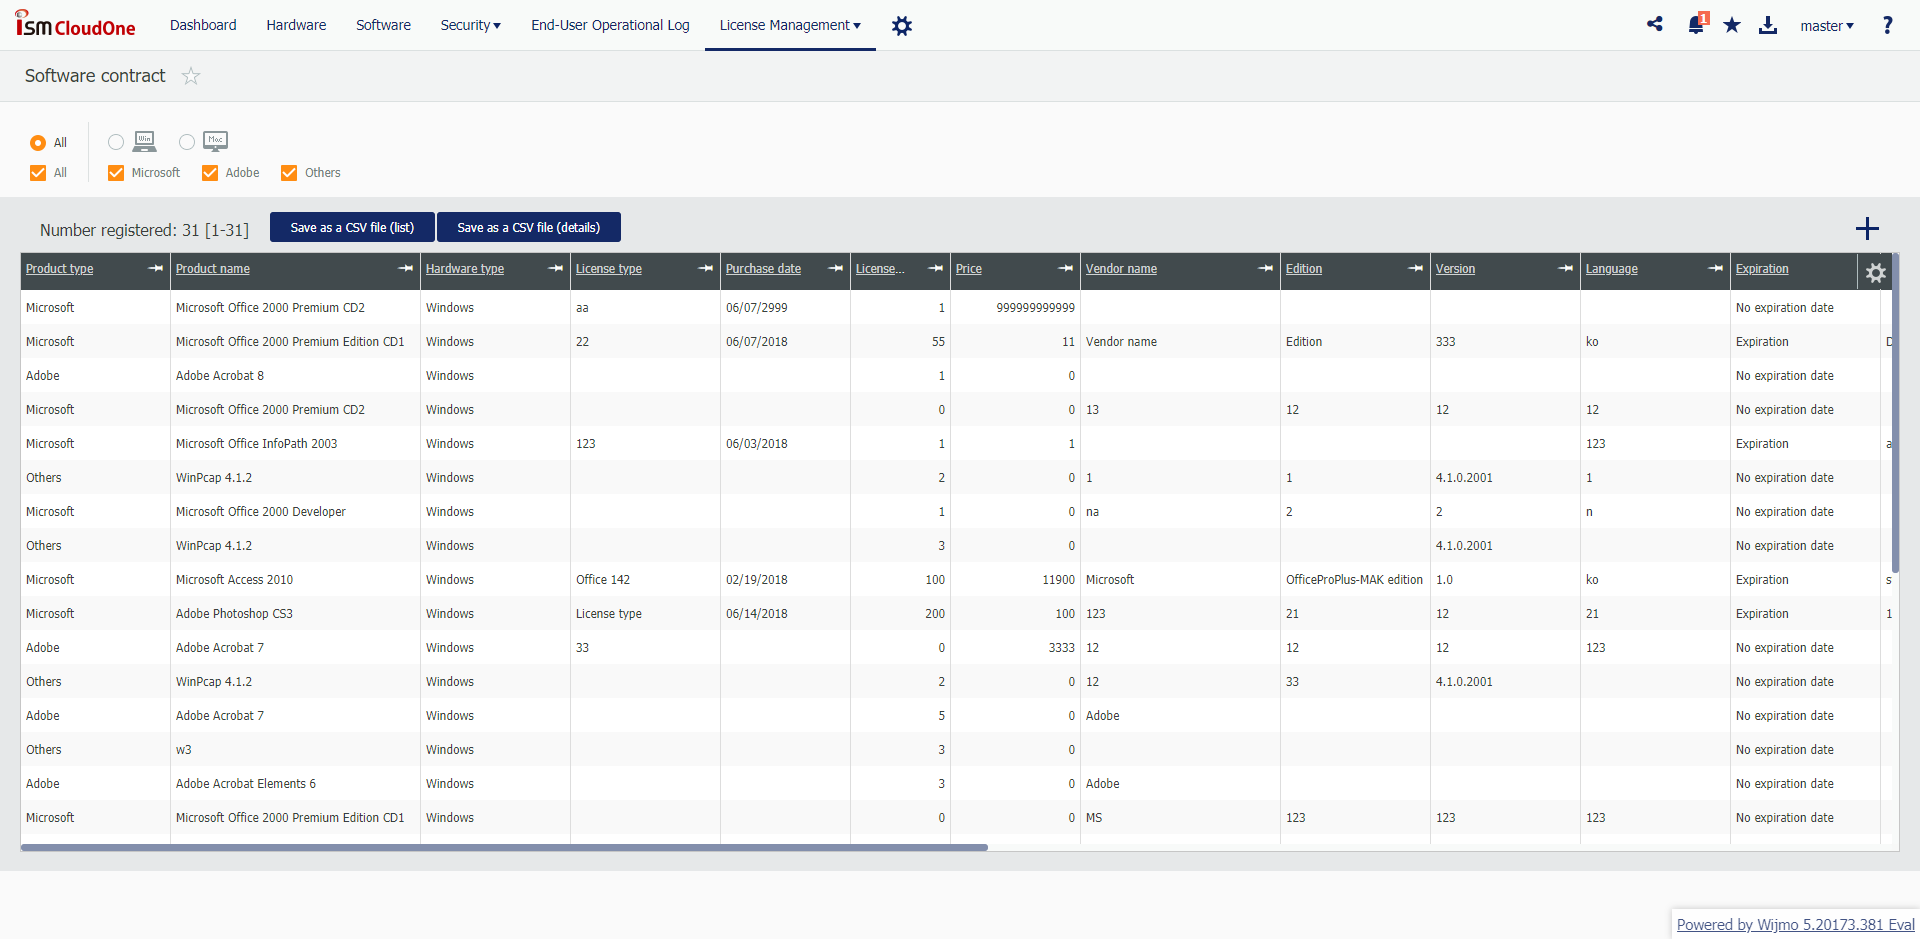 iSM CloudOne Dashboard Hardware Software Security End-User Operational Log License Management 1 master ?
Software contract
All Win Mac
All Microsoft Adobe Others
Number registered: 31 [1-31] Save as a CSV file (list) Save as a CSV file (details)
Product type Product name Hardware type License type Purchase date License... Price Vendor name Edition Version Language Expiration
Microsoft Microsoft Office 2000 Premium CD2 Windows aa 06/07/2999 1 999999999999 No expiration date
Microsoft Microsoft Office 2000 Premium Edition CD1 Windows 22 06/07/2018 55 11 Vendor name Edition 333 ko Expiration
Adobe Adobe Acrobat 8 Windows 1 0 No expiration date
Microsoft Microsoft Office 2000 Premium CD2 Windows 0 0 13 12 12 12 No expiration date
Microsoft Microsoft Office InfoPath 2003 Windows 123 06/03/2018 1 1 123 Expiration a
Others WinPcap 4.1.2 Windows 2 0 1 1 4.1.0.2001 1 No expiration date
Microsoft Microsoft Office 2000 Developer Windows 1 0 na 2 2 n No expiration date
Others WinPcap 4.1.2 Windows 3 0 4.1.0.2001 No expiration date
Microsoft Microsoft Access 2010 Windows Office 142 02/19/2018 100 11900 Microsoft OfficeProPlus-MAK edition 1.0 ko Expiration s
Microsoft Adobe Photoshop CS3 Windows License type 06/14/2018 200 100 123 21 12 21 Expiration 1
Adobe Adobe Acrobat 7 Windows 33 0 3333 12 12 12 123 No expiration date
Others WinPcap 4.1.2 Windows 2 0 12 33 4.1.0.2001 No expiration date
Adobe Adobe Acrobat 7 Windows 5 0 Adobe No expiration date
Others w3 Windows 3 0 No expiration date
Adobe Adobe Acrobat Elements 6 Windows 3 0 Adobe No expiration date
Microsoft Microsoft Office 2000 Premium Edition CD1 Windows 0 0 MS 123 123 123 No expiration date
Powered by Wijmo 5.20173.381 Eval